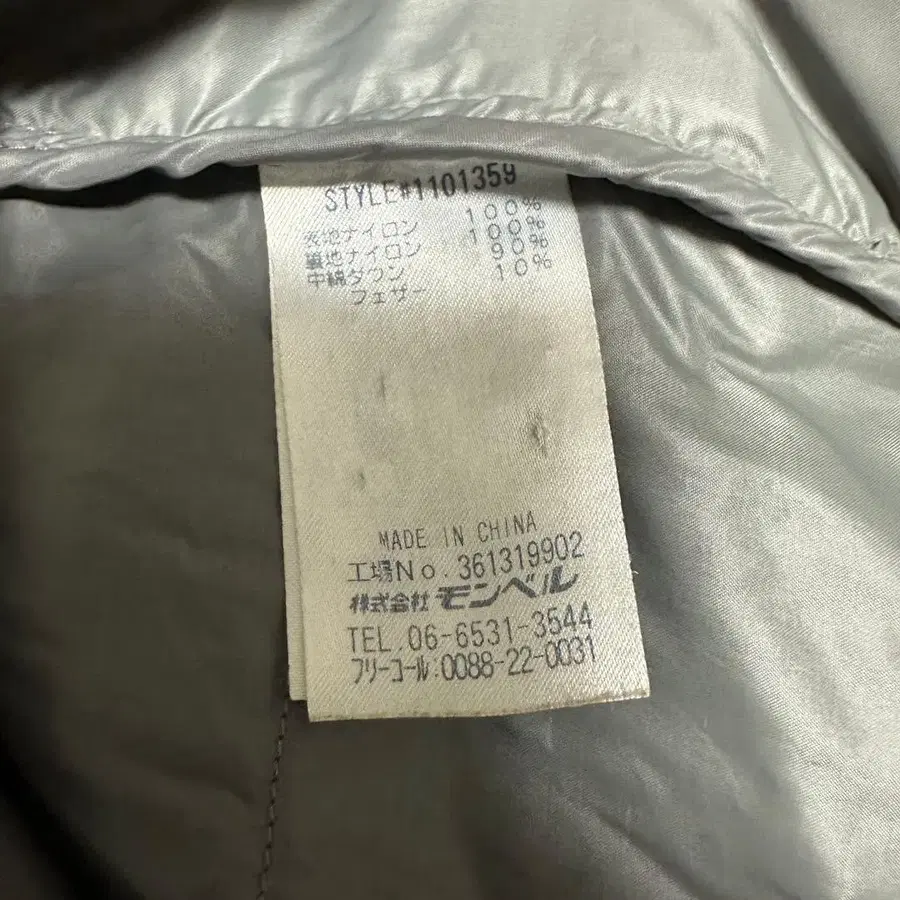 STYLE#1101359
表地ナイロン 100%
裏地ナイロン 100%
中綿ダウン 90%
フェザー 10%
MADE IN CHINA
工場No. 361319902
株式会社モンベル
TEL.06-6531-3544
フリーコール:0088-22-0031